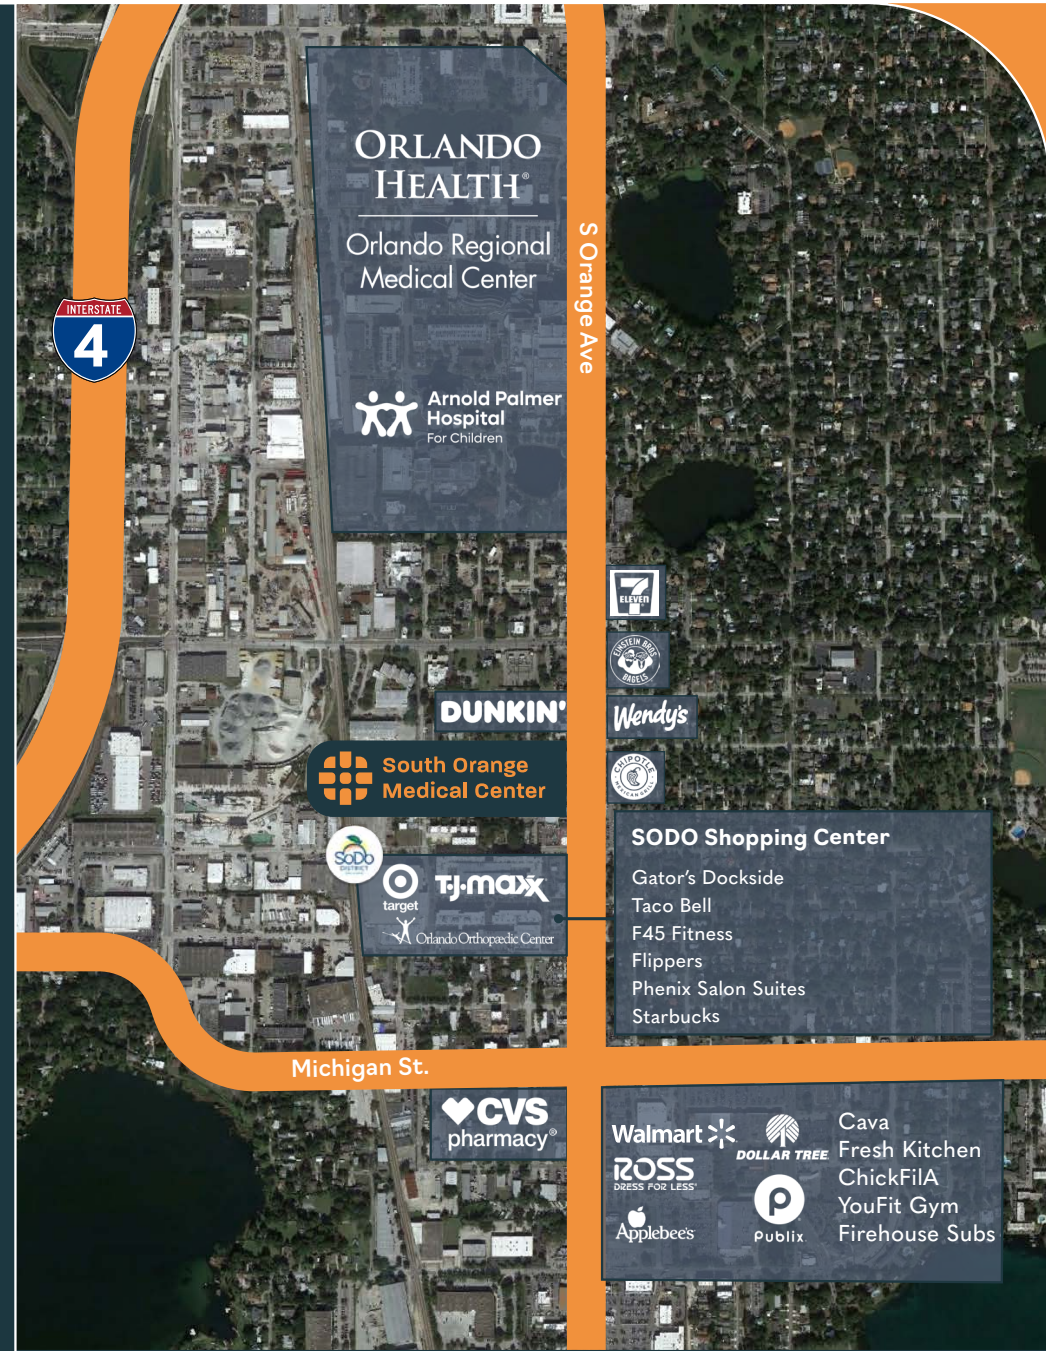 ORLANDO
HEALTH®
Orlando Regional
Medical Center
S Orange Ave
INTERSTATE
4
Arnold Palmer
Hospital
For Children
7
ELEVEN
EINSTEIN BROS
BAGELS
DUNKIN'
Wendy's
South Orange
Medical Center
CHIPOTLE
MEXICAN GRILL
SODO Shopping Center
Gator's Dockside
Taco Bell
F45 Fitness
Flippers
Phenix Salon Suites
Starbucks
SoDo
DISTRICT
target
T·J·maxx
Orlando Orthopædic Center
Michigan St.
CVS
pharmacy®
Walmart
DOLLAR TREE
ROSS
DRESS FOR LESS®
Applebee's
P
Publix
Cava
Fresh Kitchen
ChickFilA
YouFit Gym
Firehouse Subs